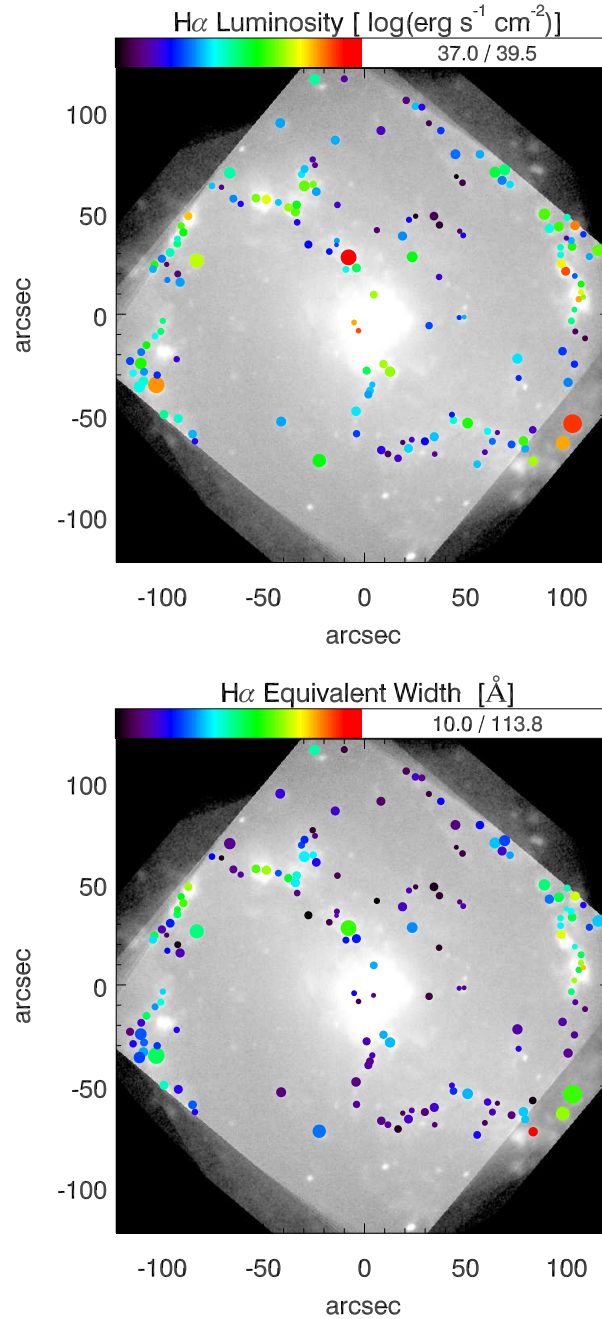 Hα Luminosity [ log(erg s⁻¹ cm⁻²)]
37.0 / 39.5
100
50
0
-50
-100
arcsec
-100 -50 0 50 100
arcsec
Hα Equivalent Width [Å]
10.0 / 113.8
100
50
0
-50
-100
arcsec
-100 -50 0 50 100
arcsec